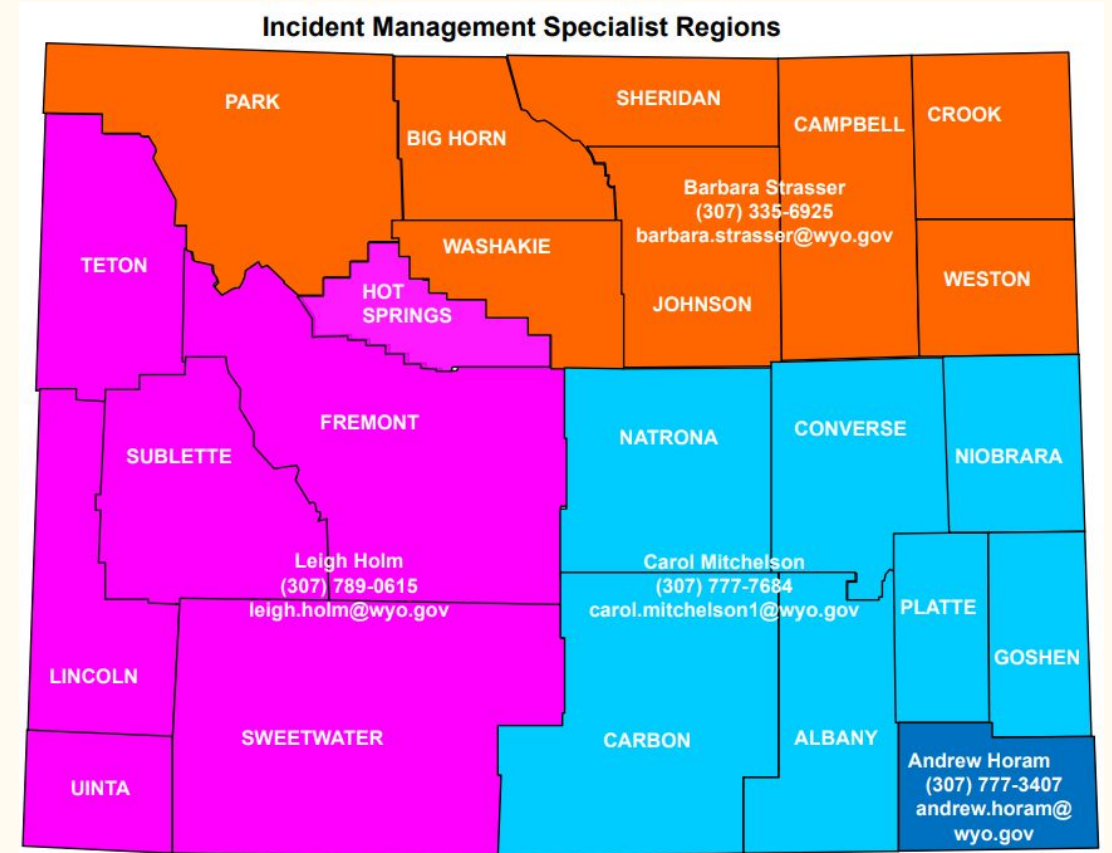 Incident Management Specialist Regions
PARK
BIG HORN
SHERIDAN
CAMPBELL
CROOK
Barbara Strasser
(307) 335-6925
barbara.strasser@wyo.gov
WASHAKIE
TETON
HOT
SPRINGS
JOHNSON
WESTON
FREMONT
SUBLETTE
NATRONA
CONVERSE
NIOBRARA
Leigh Holm
(307) 789-0615
leigh.holm@wyo.gov
Carol Mitchelson
(307) 777-7684
carol.mitchelson1@wyo.gov
PLATTE
GOSHEN
LINCOLN
SWEETWATER
CARBON
ALBANY
UINTA
Andrew Horam
(307) 777-3407
andrew.horam@
wyo.gov